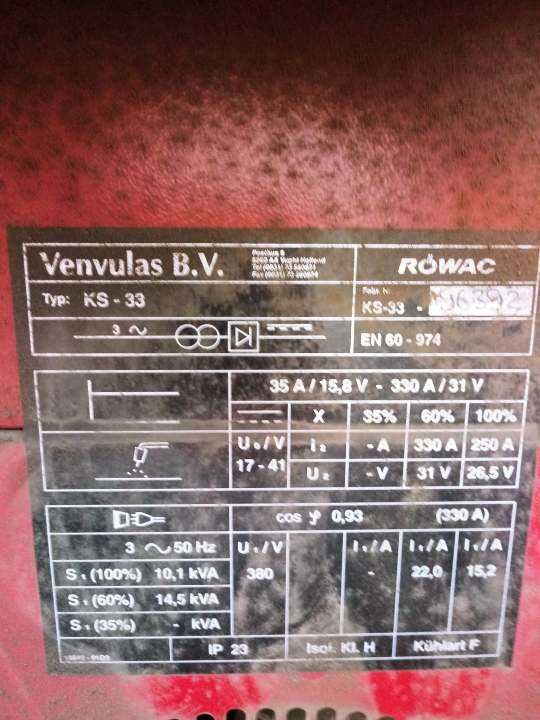 Venvulas B.V.
RÖWAC
Typ: KS - 33
KS-33 -
3 ~
EN 60 - 974
35 A / 15,8 V - 330 A / 31 V
X 35% 60% 100%
U₀/V I₂ -A 330 A 250 A
17 - 41 U₂ -V 31 V 26,5 V
cos φ 0,93 (330 A)
3 ~ 50 Hz U₁/V I₁/A I₁/A I₁/A
S₁ (100%) 10,1 kVA 380 - 22,0 15,2
S₁ (60%) 14,5 kVA
S₁ (35%) - kVA
IP 23 Isol. Kl. H Kühlart F